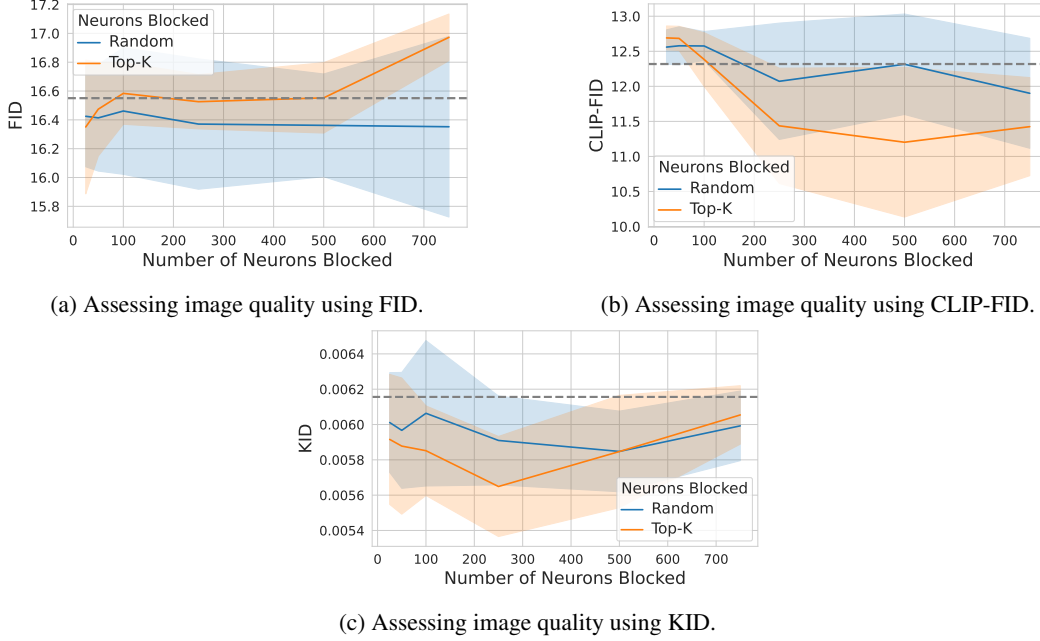 17.2
17.0
16.8
16.6
16.4
16.2
16.0
15.8
FID
Neurons Blocked
Random
Top-K
0 100 200 300 400 500 600 700
Number of Neurons Blocked
(a) Assessing image quality using FID.
13.0
12.5
12.0
11.5
11.0
10.5
10.0
CLIP-FID
Neurons Blocked
Random
Top-K
0 100 200 300 400 500 600 700
Number of Neurons Blocked
(b) Assessing image quality using CLIP-FID.
0.0064
0.0062
0.0060
0.0058
0.0056
0.0054
KID
Neurons Blocked
Random
Top-K
0 100 200 300 400 500 600 700
Number of Neurons Blocked
(c) Assessing image quality using KID.